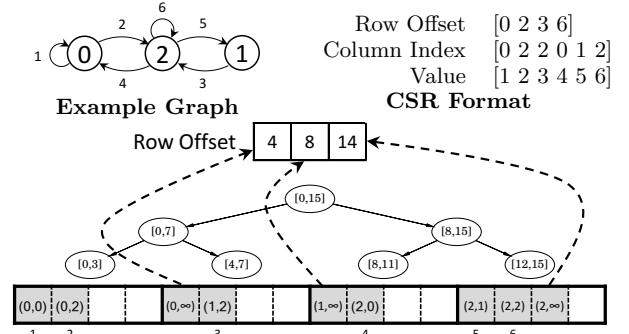 6
2 5
1 0 2 1
4 3
Example Graph
Row Offset [0 2 3 6]
Column Index [0 2 2 0 1 2]
Value [1 2 3 4 5 6]
CSR Format
Row Offset 4 8 14
[0,15]
[0,7] [8,15]
[0,3] [4,7] [8,11] [12,15]
(0,0) (0,2) (0,∞) (1,2) (1,∞) (2,0) (2,1) (2,2) (2,∞)
1 2 3 4 5 6